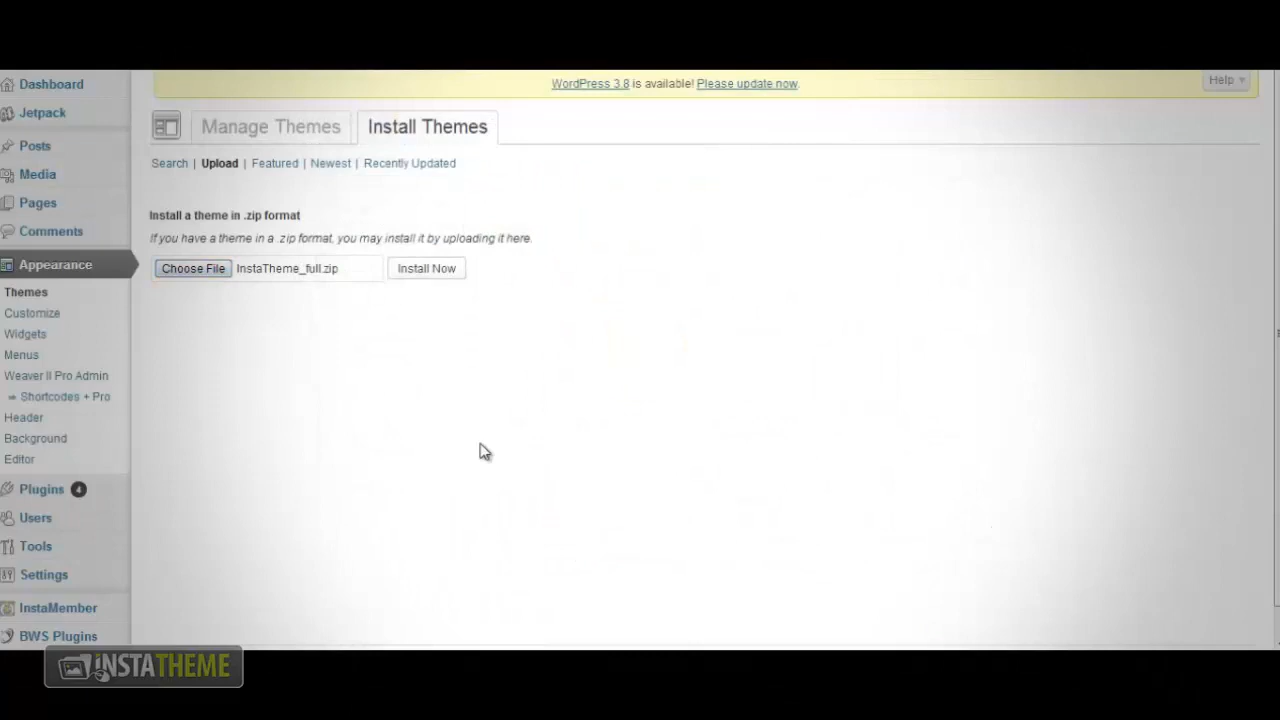 WordPress 3.8 is available! Please update now.
Help
Dashboard
Jetpack
Posts
Media
Pages
Comments
Appearance
Themes
Customize
Widgets
Menus
Weaver II Pro Admin
⇒ Shortcodes + Pro
Header
Background
Editor
Plugins 4
Users
Tools
Settings
InstaMember
BWS Plugins
Manage Themes
Install Themes
Search | Upload | Featured | Newest | Recently Updated
Install a theme in .zip format
If you have a theme in a .zip format, you may install it by uploading it here.
Choose File InstaTheme_full.zip Install Now
INSTATHEME